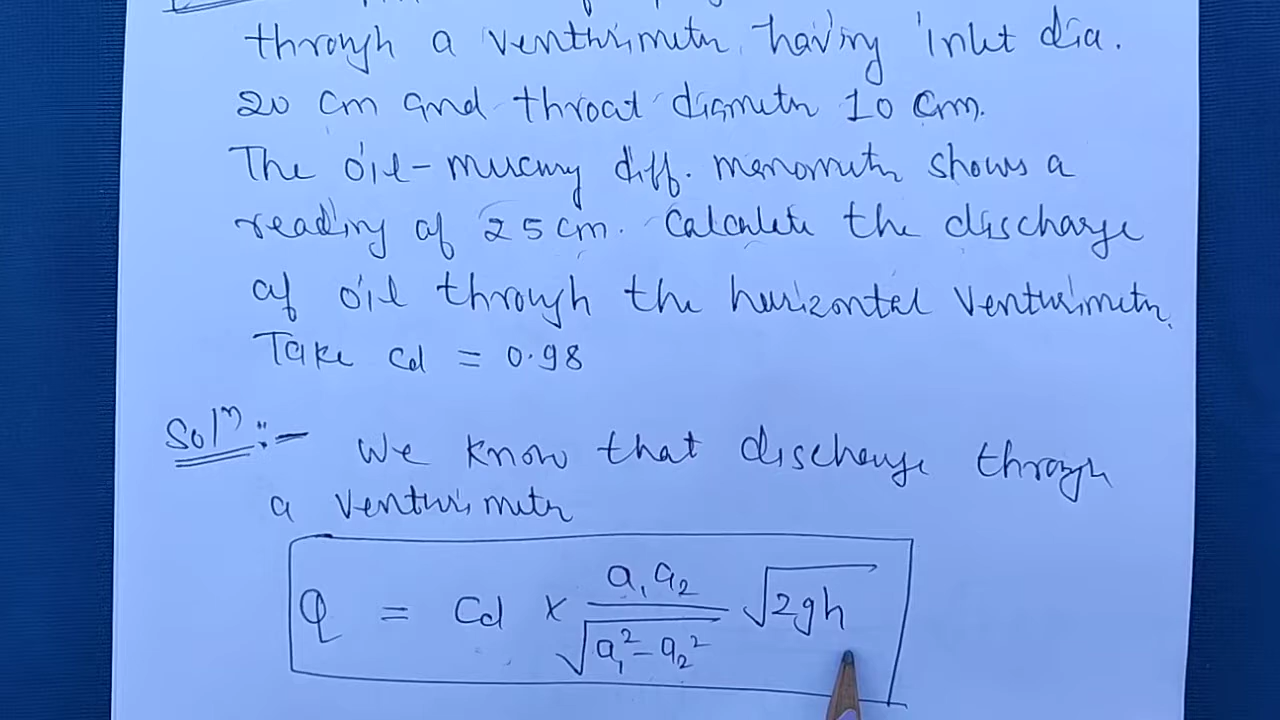 through a venturimeter having inlet dia.
20 cm and throat diameter 10 cm.
The oil-mercury diff. manometer shows a
reading of 25 cm. Calculate the discharge
of oil through the horizontal venturimeter.
Take Cd = 0.98
Solⁿ :-
We know that discharge through
a venturimeter
Q = Cd × a₁a₂ / √(a₁² - a₂²) √2gh